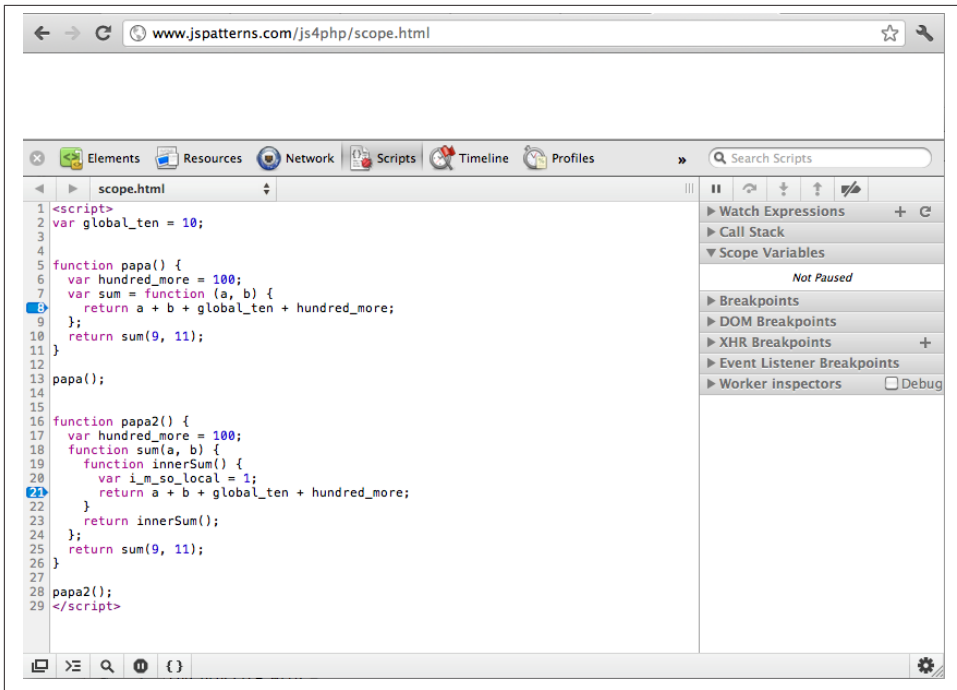 www.jspatterns.com/js4php/scope.html
Elements Resources Network Scripts Timeline Profiles » Search Scripts
scope.html
Watch Expressions
Call Stack
Scope Variables
Not Paused
Breakpoints
DOM Breakpoints
XHR Breakpoints
Event Listener Breakpoints
Worker inspectors Debug
1 <script>
2 var global_ten = 10;
3
4
5 function papa() {
6   var hundred_more = 100;
7   var sum = function (a, b) {
8     return a + b + global_ten + hundred_more;
9   };
10   return sum(9, 11);
11 }
12
13 papa();
14
15
16 function papa2() {
17   var hundred_more = 100;
18   function sum(a, b) {
19     function innerSum() {
20       var i_m_so_local = 1;
21       return a + b + global_ten + hundred_more;
22     }
23     return innerSum();
24   };
25   return sum(9, 11);
26 }
27
28 papa2();
29 </script>